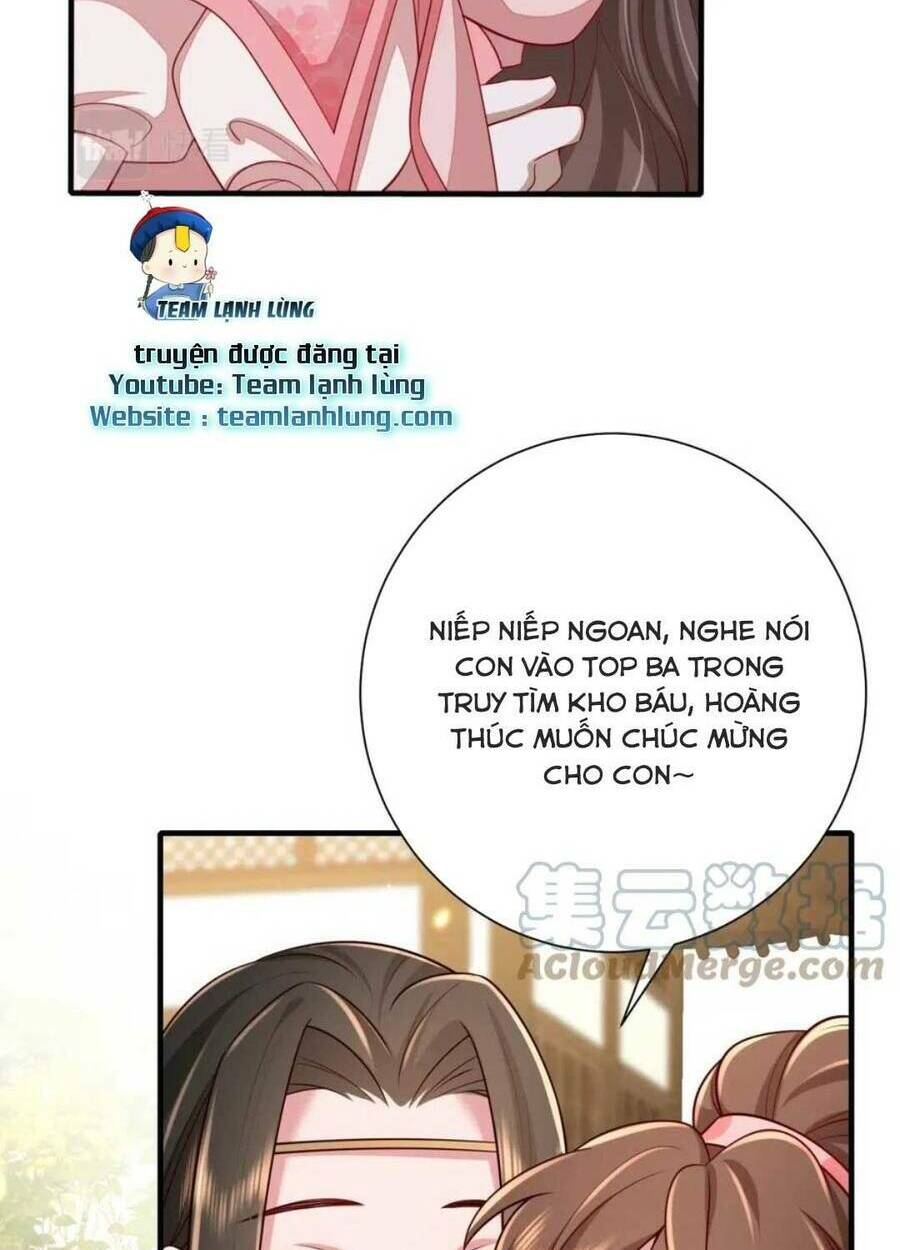 快看
TEAM LẠNH LÙNG
truyện được đăng tại
Youtube: Team lạnh lùng
Website : teamlanhlung.com
NIẾP NIẾP NGOAN, NGHE NÓI
CON VÀO TOP BA TRONG
TRUY TÌM KHO BÁU, HOÀNG
THÚC MUỐN CHÚC MỪNG
CHO CON~
集云数据
AcloudMerge.com